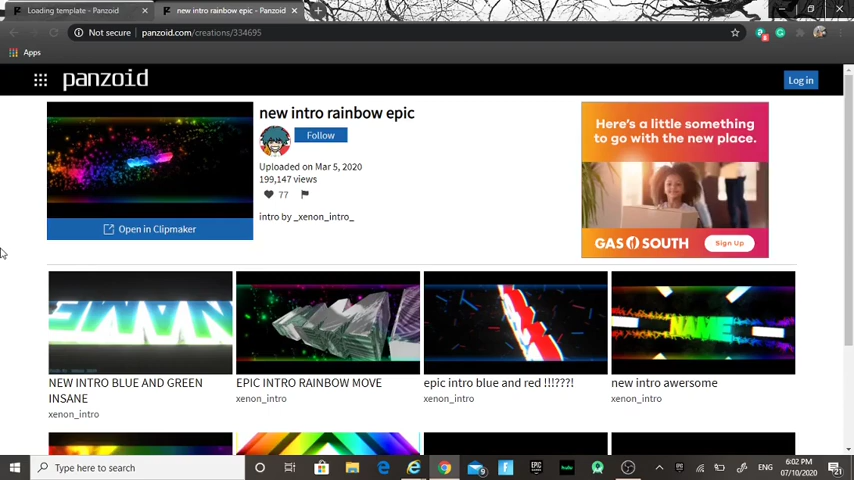 Loading template - Panzoid
new intro rainbow epic - Panzoid
Not secure
panzoid.com/creations/334695
Apps
panzoid
Log in
new intro rainbow epic
Follow
Uploaded on Mar 5, 2020
199,147 views
77
intro by _xenon_intro_
Open in Clipmaker
Here's a little something
to go with the new place.
GAS SOUTH
Sign Up
NAME
NAME
NEW INTRO BLUE AND GREEN
INSANE
xenon_intro
EPIC INTRO RAINBOW MOVE
xenon_intro
epic intro blue and red !!!???!
xenon_intro
new intro awersome
xenon_intro
Type here to search
ENG
6:02 PM
07/10/2020